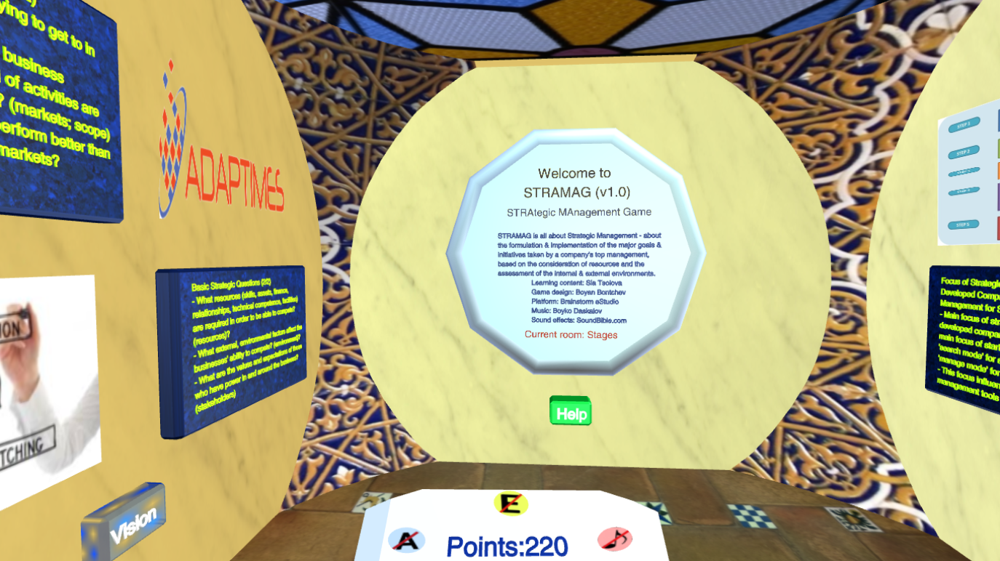 ying to get to in
business
of activities are
? (markets; scope)
erform better than
markets?
ADAPTIMES
Basic Strategic Questions (2/2)
- What resources (skills, assets, finance,
relationships, technical competence, facilities)
are required in order to be able to compete?
(resources)?
- What external, environmental factors affect the
businesses' ability to compete? (environment)?
- What are the values and expectations of those
who have power in and around the business?
(stakeholders)
ION
TCHING
Vision
Welcome to
STRAMAG (v1.0)
STRAtegic MAnagement Game
STRAMAG is all about Strategic Management - about
the formulation & implementation of the major goals &
initiatives taken by a company's top management,
based on the consideration of resources and the
assessment of the internal & external environments.
Learning content: Sia Tsolova
Game design: Boyan Bontchev
Platform: Brainstorm eStudio
Music: Boyko Daskalov
Sound effects: SoundBible.com
Current room: Stages
Help
E
A
Points:220
STEP 1
STEP 2
STEP 5
Focus of Strategic
Developed Compa
Management for S
- Main focus of str
developed compa
main focus of start
'search mode' for s
'manage mode' for
- This focus influen
management tools